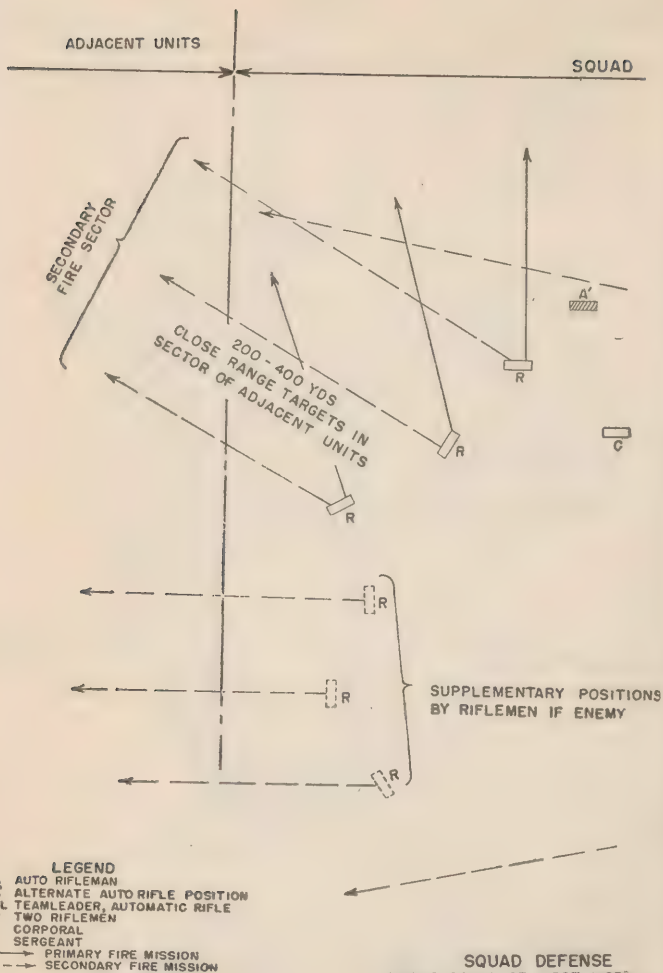 ADJACENT UNITS
SQUAD
SECONDARY
FIRE SECTOR
200 - 400 YDS
CLOSE RANGE TARGETS IN
SECTOR OF ADJACENT UNITS
A'
R
C
R
R
R
R
R
SUPPLEMENTARY POSITIONS
BY RIFLEMEN IF ENEMY
LEGEND
AUTO RIFLEMAN
ALTERNATE AUTO RIFLE POSITION
L TEAMLEADER, AUTOMATIC RIFLE
TWO RIFLEMEN
CORPORAL
SERGEANT
PRIMARY FIRE MISSION
SECONDARY FIRE MISSION
SQUAD DEFENSE